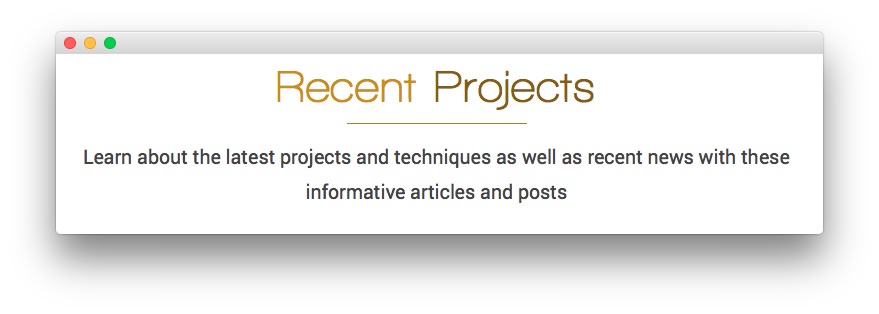 Recent Projects
Learn about the latest projects and techniques as well as recent news with these
informative articles and posts